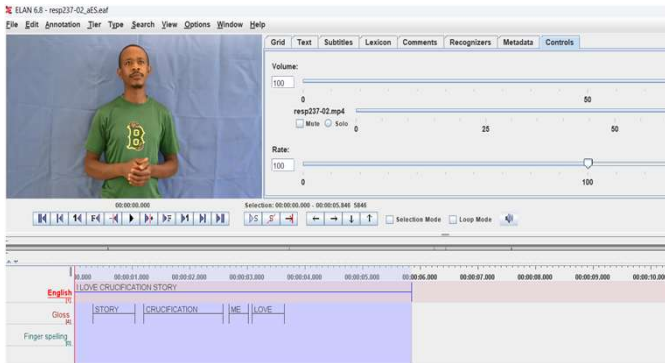 ELAN 6.8 - resp237-02_aES.eaf
File Edit Annotation Tier Type Search View Options Window Help
Grid Text Subtitles Lexicon Comments Recognizers Metadata Controls
Volume:
100
0 50
resp237-02.mp4
Mute Solo
0 25 50
Rate:
100
0 100
B
00:00:00.000
Selection: 00:00:00.000 - 00:00:05.846 5846
Selection Mode Loop Mode
00:00:01.000 00:00:02.000 00:00:03.000 00:00:04.000 00:00:05.000 00:00:06.000 00:00:07.000 00:00:08.000 00:00:09.000 00:00:10.00
English
I LOVE CRUCIFICATION STORY
[1]
Gloss
STORY CRUCIFICATION ME LOVE
[4]
Finger spelling
[0]